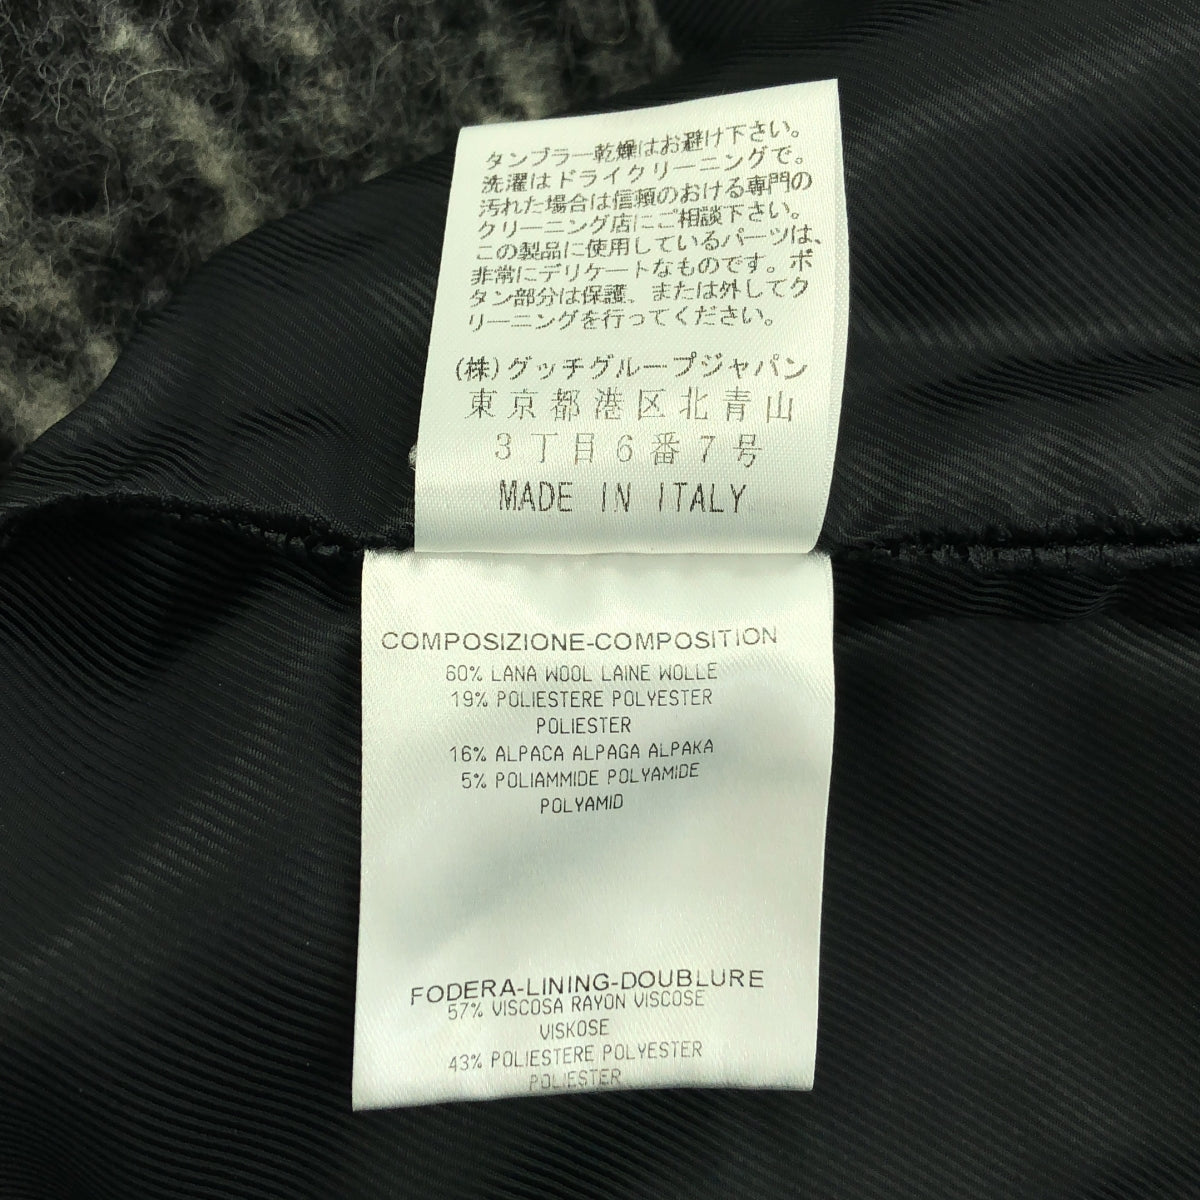 タンブラー乾燥はお避け下さい。
洗濯はドライクリーニングで。
汚れた場合は信頼のおける専門の
クリーニング店にご相談下さい。
この製品に使用しているパーツは、
非常にデリケートなものです。ボ
タン部分は保護、または外してク
リーニングを行ってください。
(株)グッチグループジャパン
東京都港区北青山
3丁目6番7号
MADE IN ITALY
COMPOSIZIONE-COMPOSITION
60% LANA WOOL LAINE WOLLE
19% POLIESTERE POLYESTER
POLIESTER
16% ALPACA ALPAGA ALPAKA
5% POLIAMMIDE POLYAMIDE
POLYAMID
FODERA-LINING-DOUBLURE
57% VISCOSA RAYON VISCOSE
VISKOSE
43% POLIESTERE POLYESTER
POLIESTER